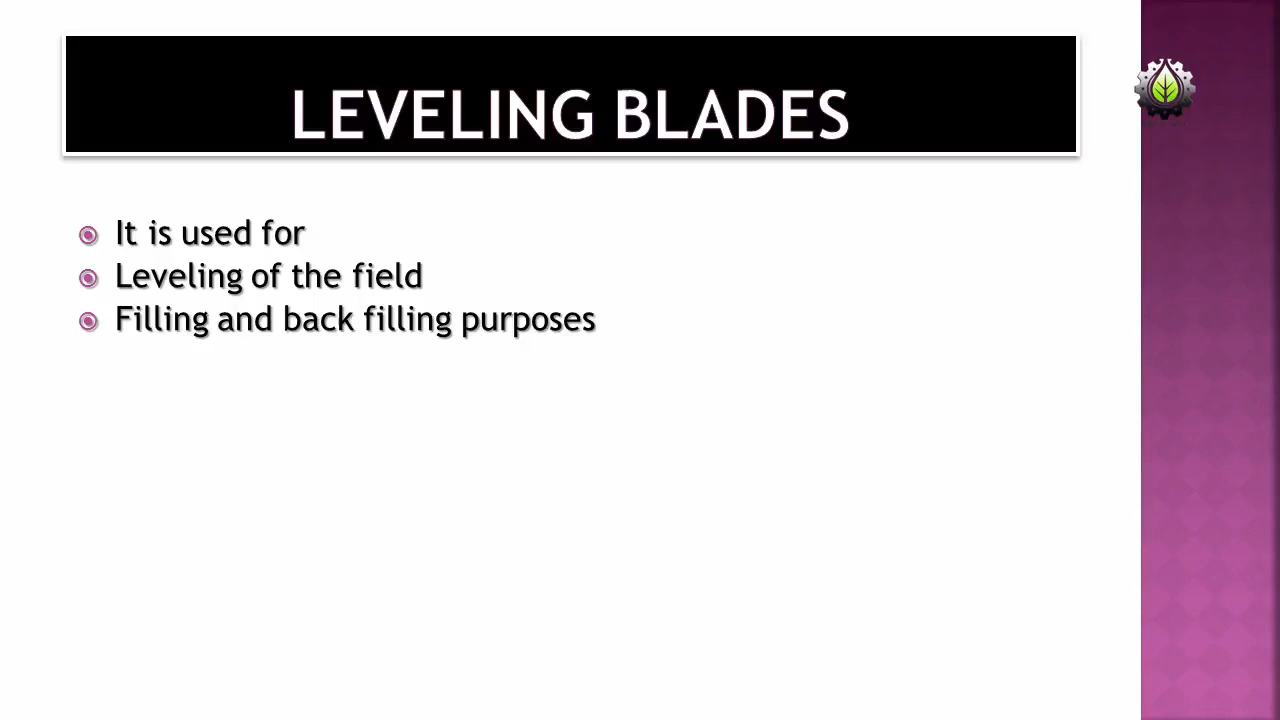 LEVELING BLADES
It is used for
Leveling of the field
Filling and back filling purposes